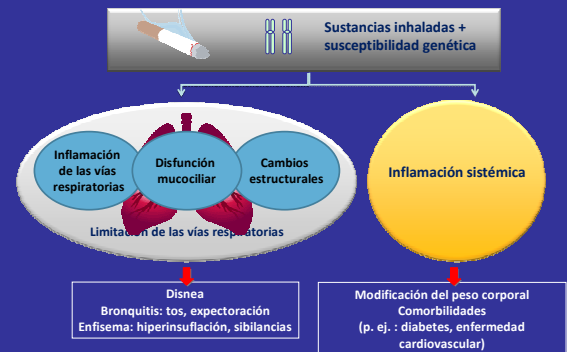 Sustancias inhaladas +
susceptibilidad genética
Inflamación
de las vías
respiratorias
Disfunción
mucociliar
Cambios
estructurales
Limitación de las vías respiratorias
Inflamación sistémica
Disnea
Bronquitis: tos, expectoración
Enfisema: hiperinsuflación, sibilancias
Modificación del peso corporal
Comorbilidades
(p. ej. : diabetes, enfermedad
cardiovascular)